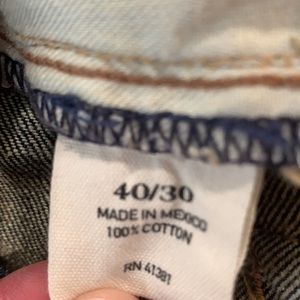 40/30
MADE IN MEXICO
100% COTTON
RN 41381